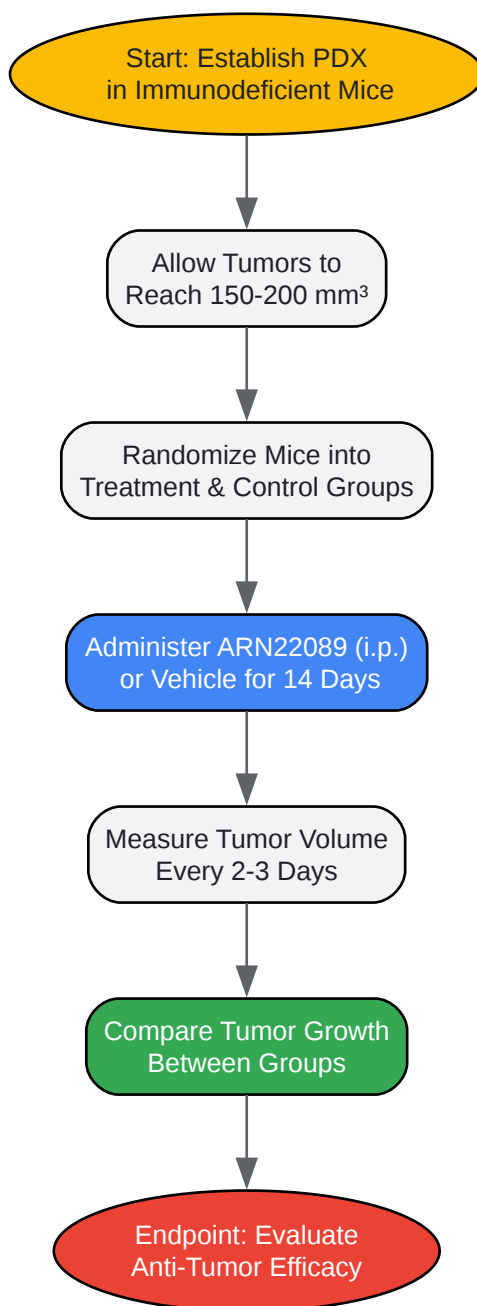 Start: Establish PDX
in Immunodeficient Mice
Allow Tumors to
Reach 150-200 mm³
Randomize Mice into
Treatment & Control Groups
Administer ARN22089 (i.p.)
or Vehicle for 14 Days
Measure Tumor Volume
Every 2-3 Days
Compare Tumor Growth
Between Groups
Endpoint: Evaluate
Anti-Tumor Efficacy